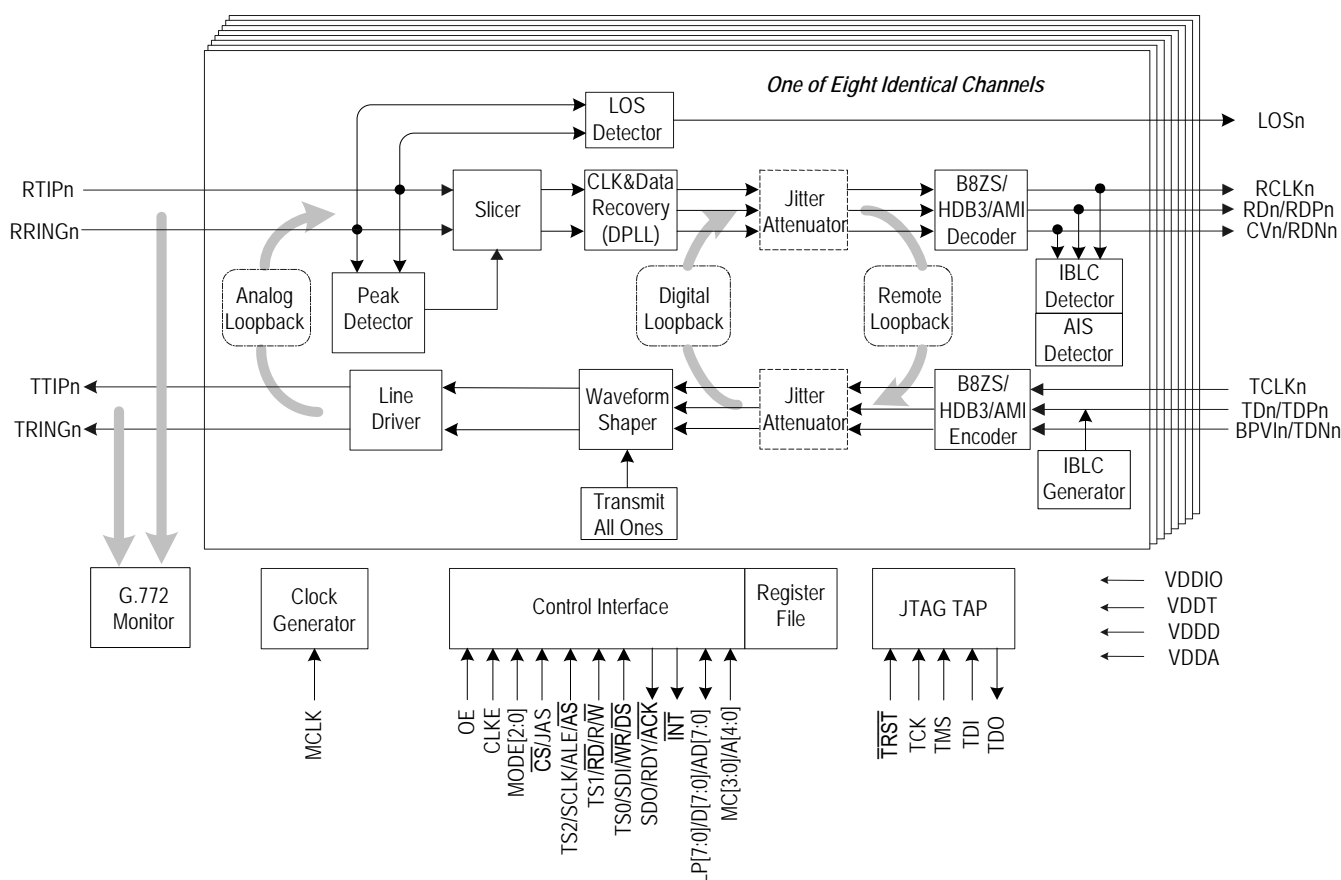 One of Eight Identical Channels
LOS
Detector
LOSn
RTIPn
RRINGn
Slicer
CLK&Data
Recovery
(DPLL)
Jitter
Attenuator
B8ZS/
HDB3/AMI
Decoder
RCLKn
RDn/RDPn
CVn/RDNn
Analog
Loopback
Peak
Detector
Digital
Loopback
Remote
Loopback
IBLC
Detector
AIS
Detector
TTIPn
TRINGn
Line
Driver
Waveform
Shaper
Jitter
Attenuator
B8ZS/
HDB3/AMI
Encoder
TCLKn
TDn/TDPn
BPVIn/TDNn
Transmit
All Ones
IBLC
Generator
G.772
Monitor
Clock
Generator
Control Interface
Register
File
JTAG TAP
VDDIO
VDDT
VDDD
VDDA
MCLK
OE
CLKE
MODE[2:0]
CS/JAS
TS2/SCLK/ALE/AS
TS1/RD/R/W
TS0/SDI/WR/DS
SDO/RDY/ACK
INT
LP[7:0]/D[7:0]/AD[7:0]
MC[3:0]/A[4:0]
TRST
TCK
TMS
TDI
TDO